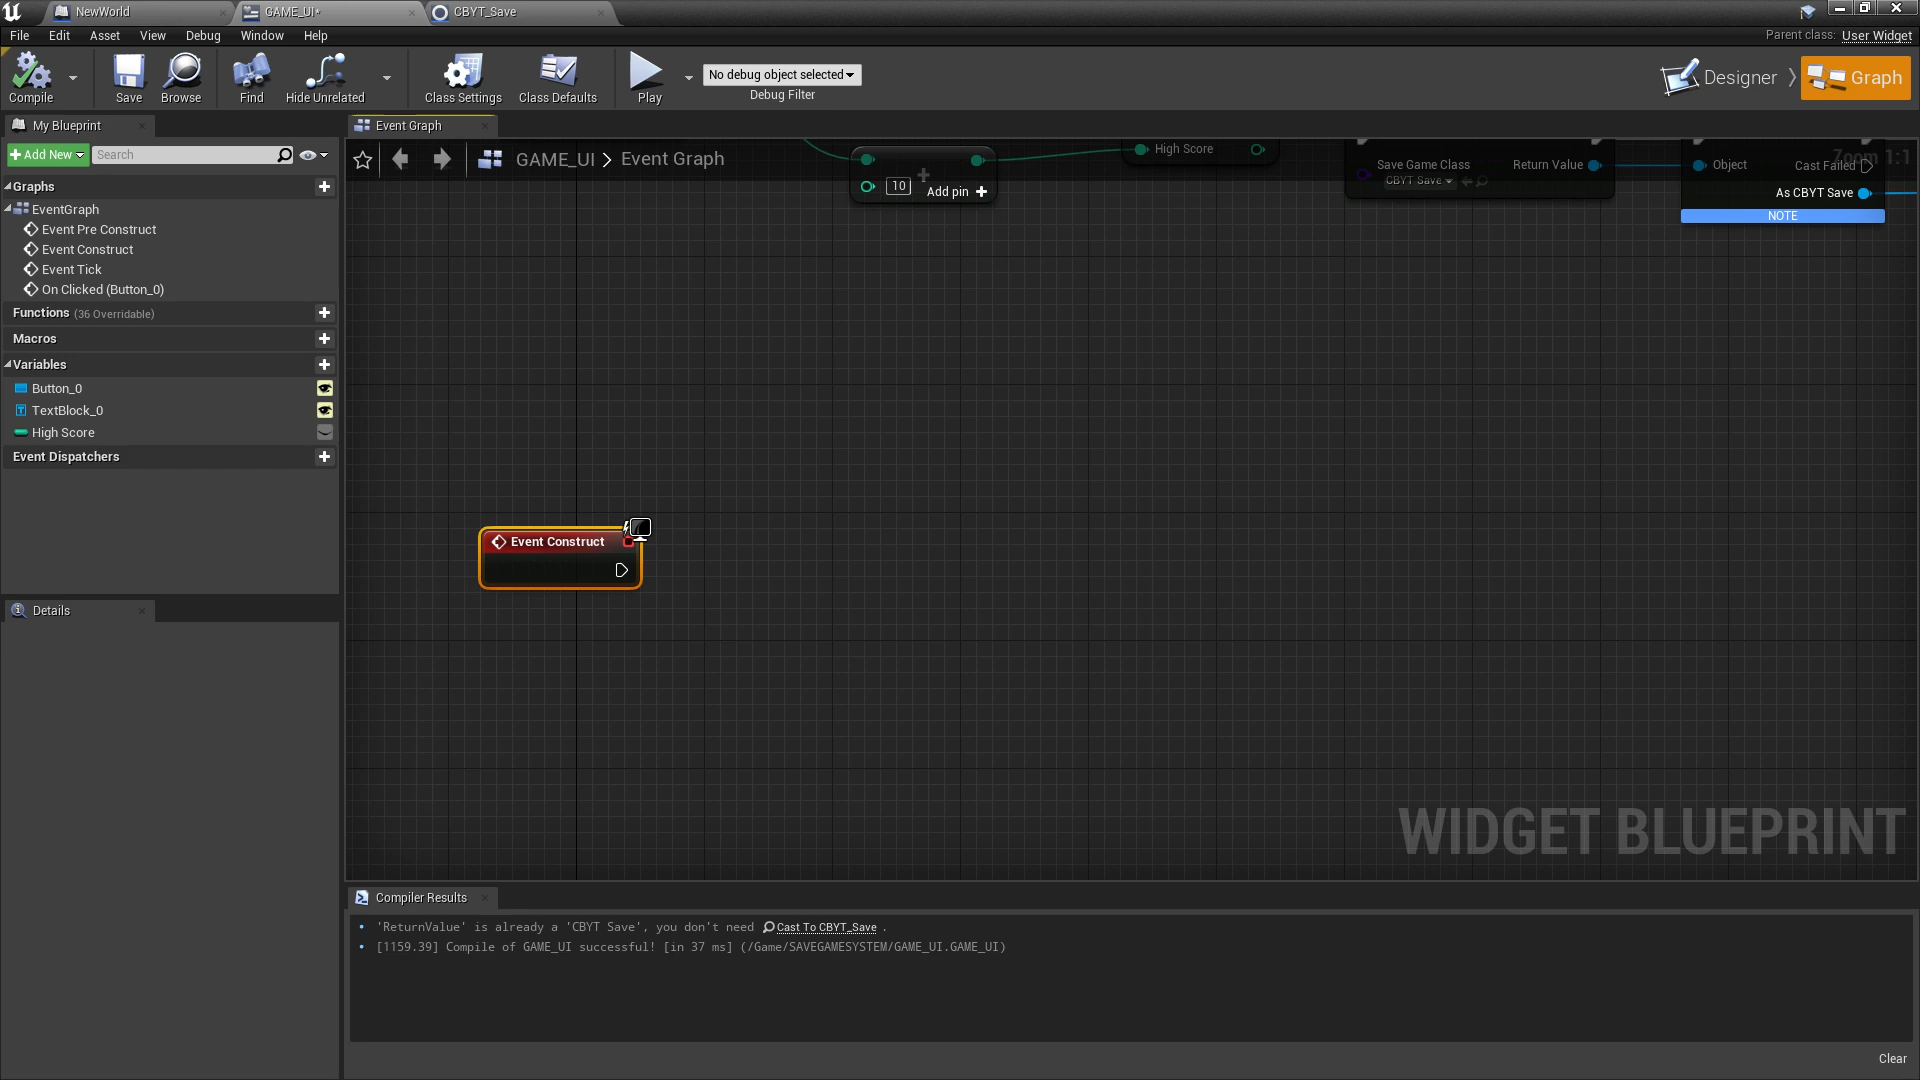 NewWorld
GAME_UI*
CBYT_Save
File Edit Asset View Debug Window Help
Parent class: User Widget
Compile
Save
Browse
Find
Hide Unrelated
Class Settings
Class Defaults
Play
No debug object selected
Debug Filter
Designer
Graph
My Blueprint
Event Graph
Add New
Search
GAME_UI > Event Graph
High Score
10
Add pin
Save Game Class
Return Value
CBYT Save
Object
Cast Failed
Zoom 1:1
As CBYT Save
NOTE
Graphs
EventGraph
Event Pre Construct
Event Construct
Event Tick
On Clicked (Button_0)
Functions (36 Overridable)
Macros
Variables
Button_0
TextBlock_0
High Score
Event Dispatchers
Event Construct
Details
WIDGET BLUEPRINT
Compiler Results
• 'ReturnValue' is already a 'CBYT Save', you don't need Cast To CBYT_Save .
• [1159.39] Compile of GAME_UI successful! [in 37 ms] (/Game/SAVEGAMESYSTEM/GAME_UI.GAME_UI)
Clear